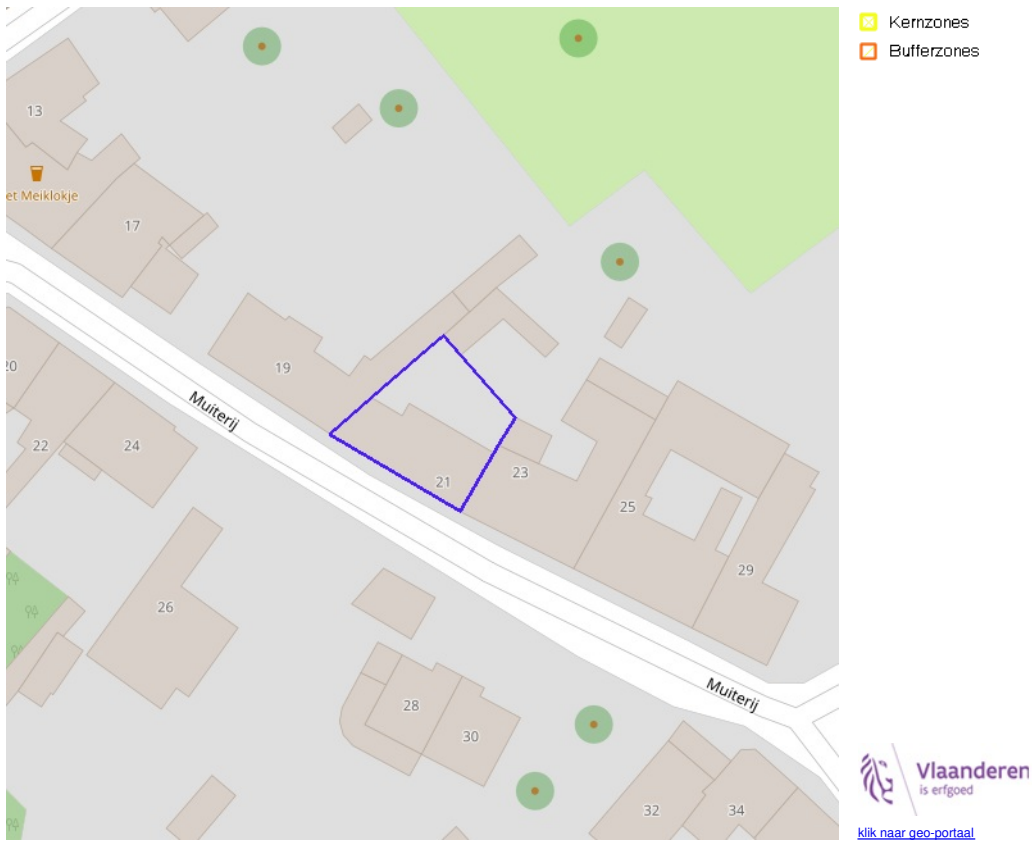 Kernzones
Bufferzones
13
et Meiklokje
17
19
20
Muiterij
22
24
21
23
25
29
26
28
30
Muiterij
32
34
Vlaanderen
is erfgoed
klik naar geo-portaal